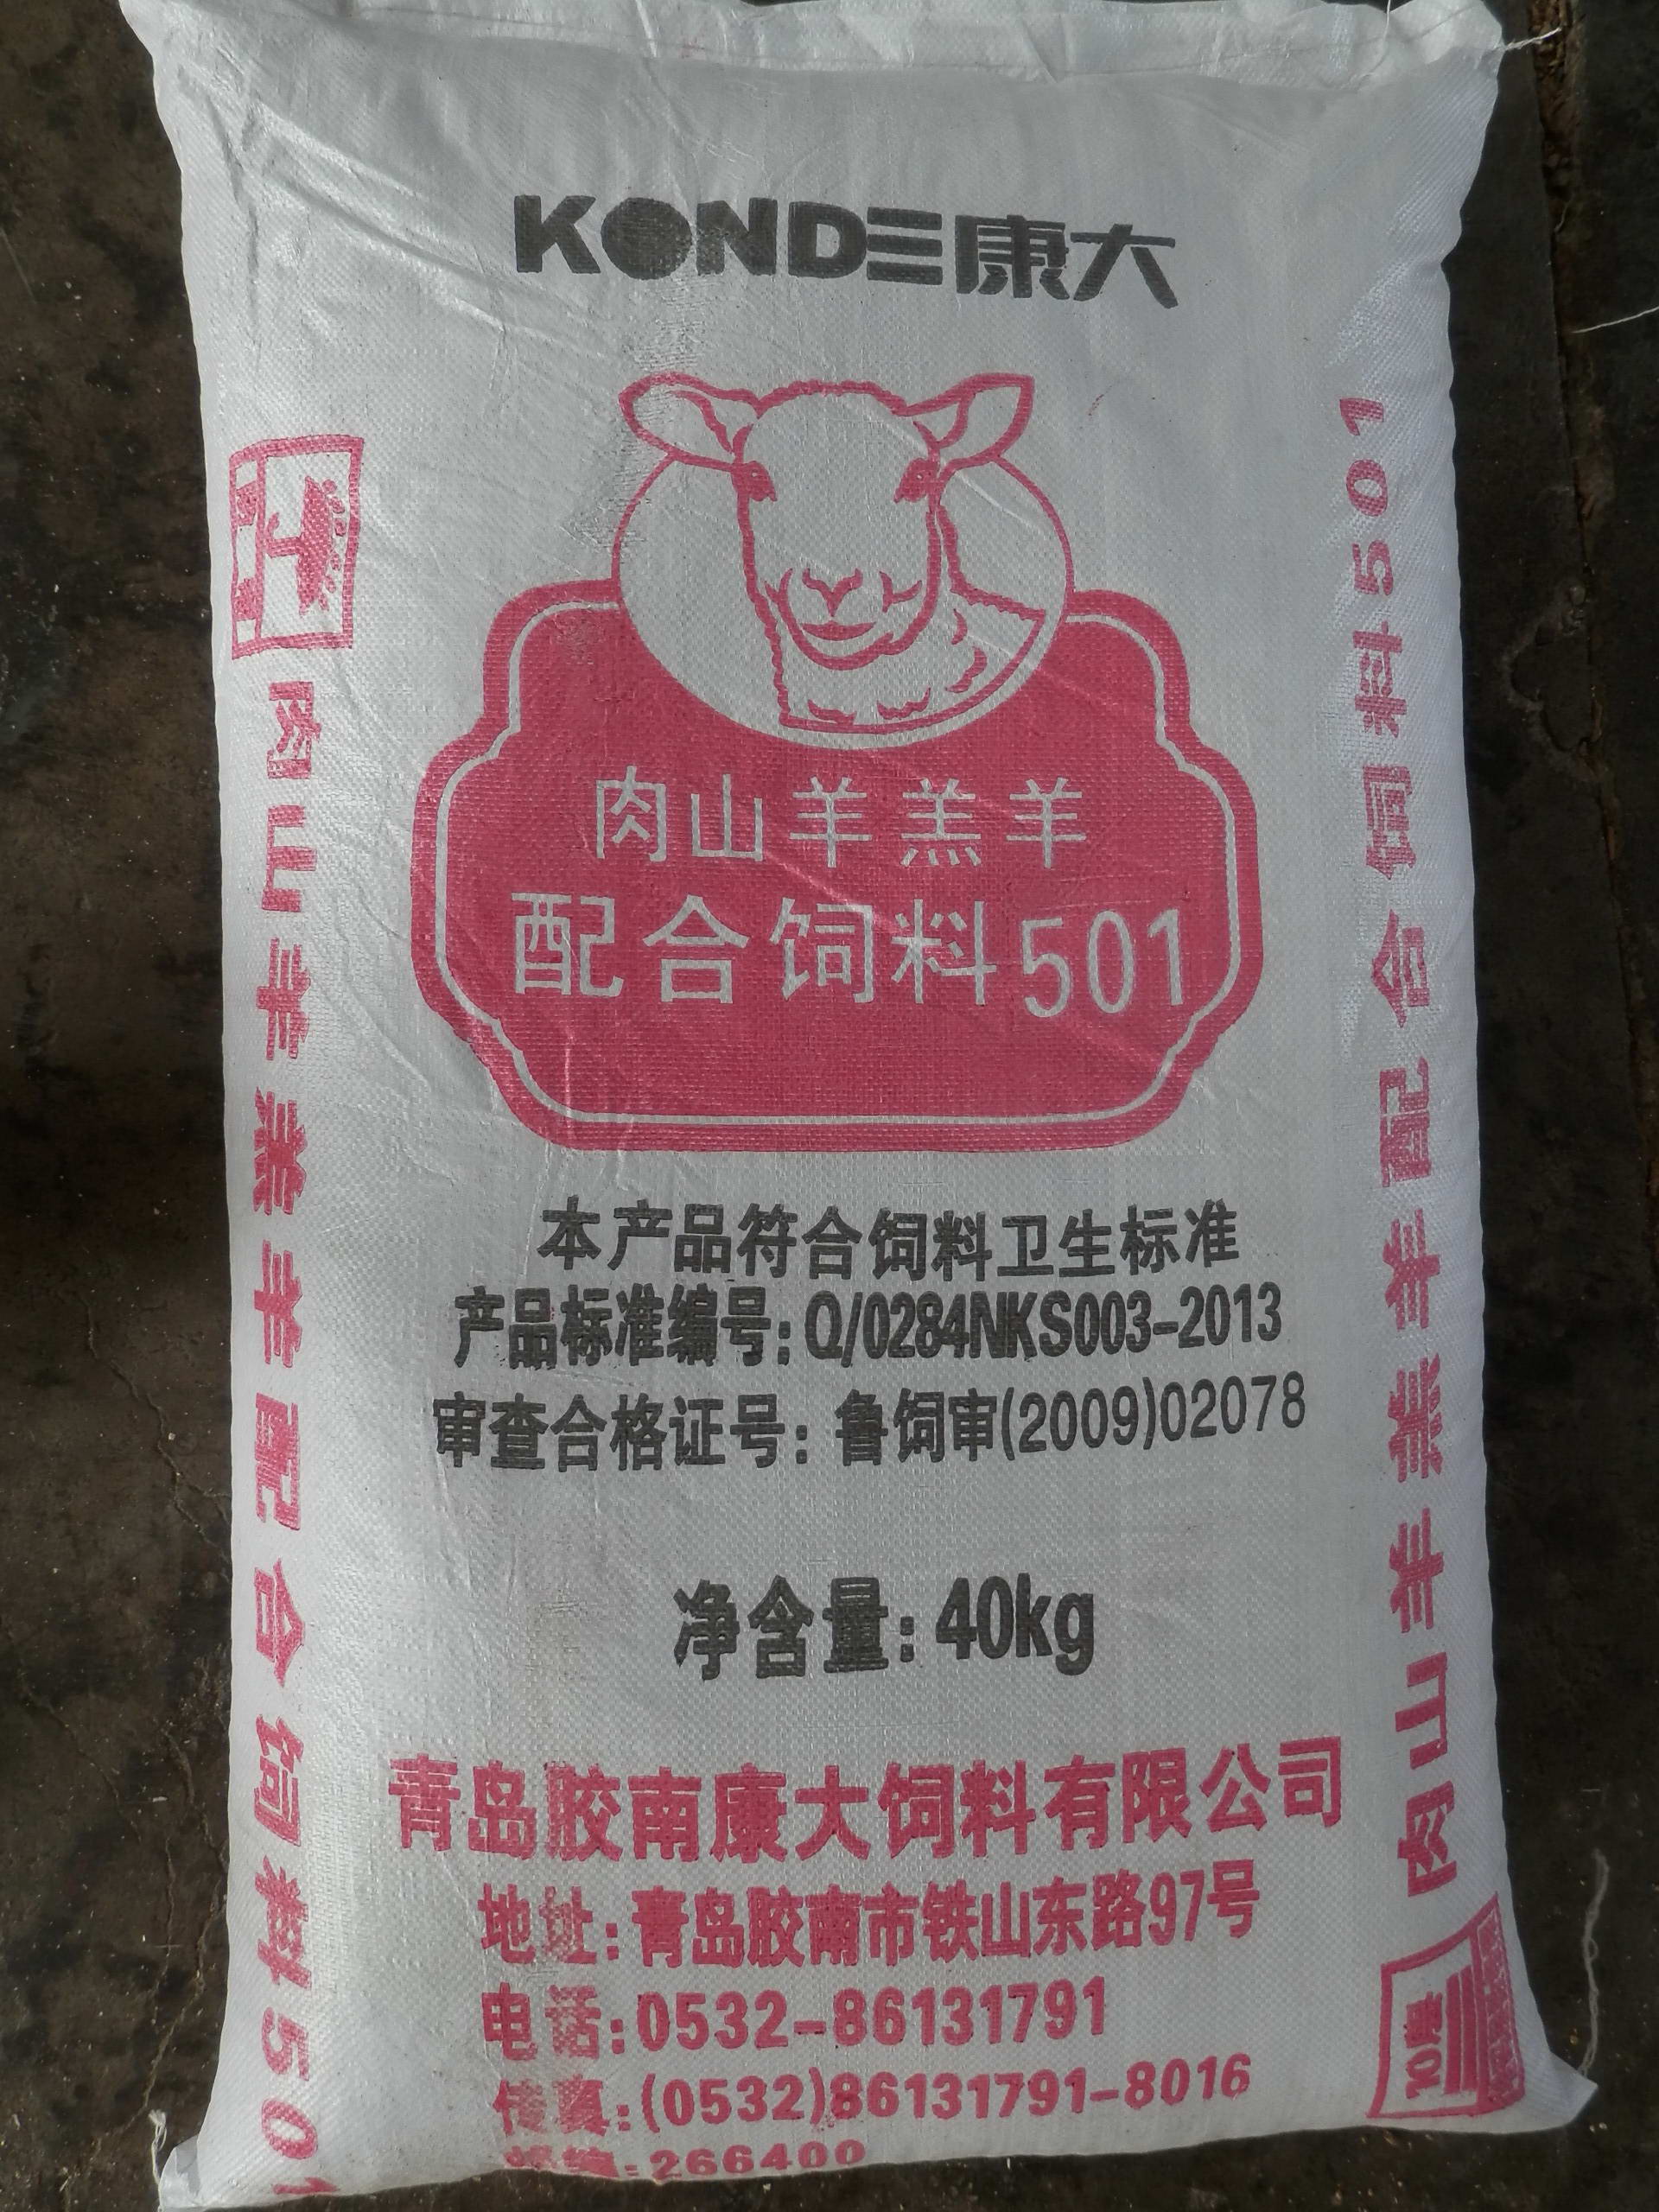 KONDE康大
肉山羊羔羊
配合饲料501
本产品符合饲料卫生标准
产品标准编号:Q/0284NKS003-2013
审查合格证号:鲁饲审(2009)02078
净含量:40kg
青岛胶南康大饲料有限公司
地址:青岛胶南市铁山东路97号
电话:0532-86131791
传真:(0532)86131791-8016
邮编:266400
肉山羊羔羊配合饲料501
肉山羊羔羊配合饲料501